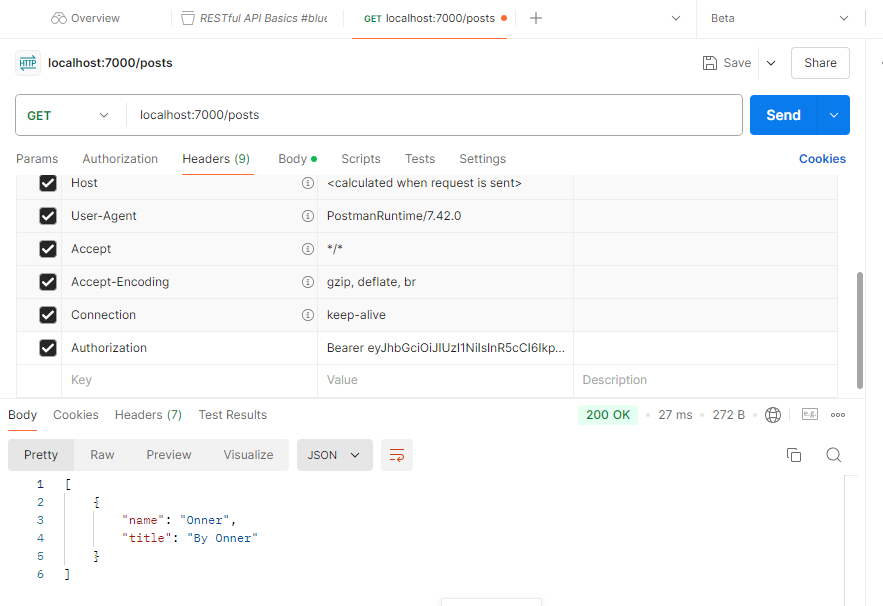 Overview
RESTful API Basics #blue
GET localhost:7000/posts
Beta
HTTP localhost:7000/posts
Save
Share
GET
localhost:7000/posts
Send
Params
Authorization
Headers (9)
Body
Scripts
Tests
Settings
Cookies
Host <calculated when request is sent>
User-Agent PostmanRuntime/7.42.0
Accept */*
Accept-Encoding gzip, deflate, br
Connection keep-alive
Authorization Bearer eyJhbGciOiJIUzI1NiIsInR5cCI6Ikp...
Key Value Description
Body Cookies Headers (7) Test Results
200 OK 27 ms 272 B e.g.
Pretty Raw Preview Visualize JSON
1 [
2 {
3 "name": "Onner",
4 "title": "By Onner"
5 }
6 ]